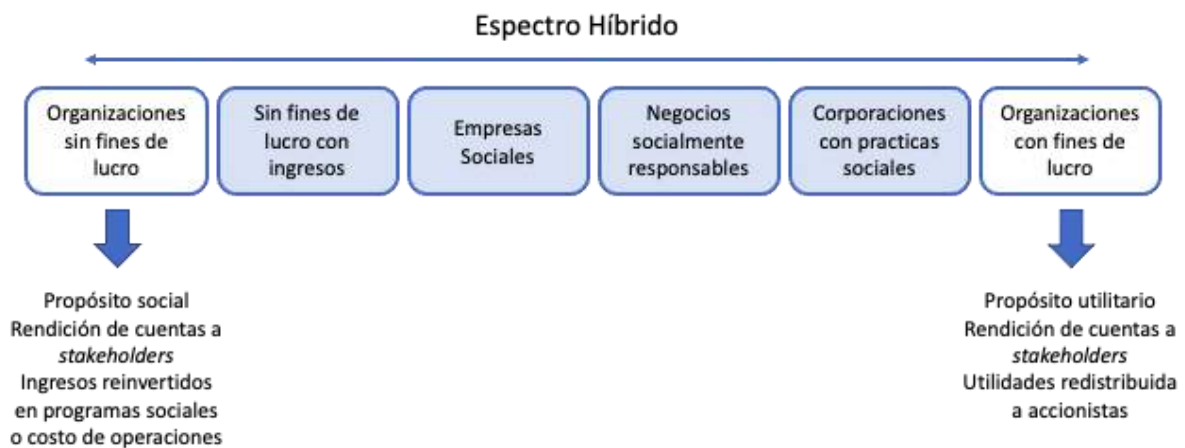 Espectro Híbrido
Organizaciones
sin fines de
lucro
Sin fines de
lucro con
ingresos
Empresas
Sociales
Negocios
socialmente
responsables
Corporaciones
con practicas
sociales
Organizaciones
con fines de
lucro
Propósito social
Rendición de cuentas a
stakeholders
Ingresos reinvertidos
en programas sociales
o costo de operaciones
Propósito utilitario
Rendición de cuentas a
stakeholders
Utilidades redistribuida
a accionistas